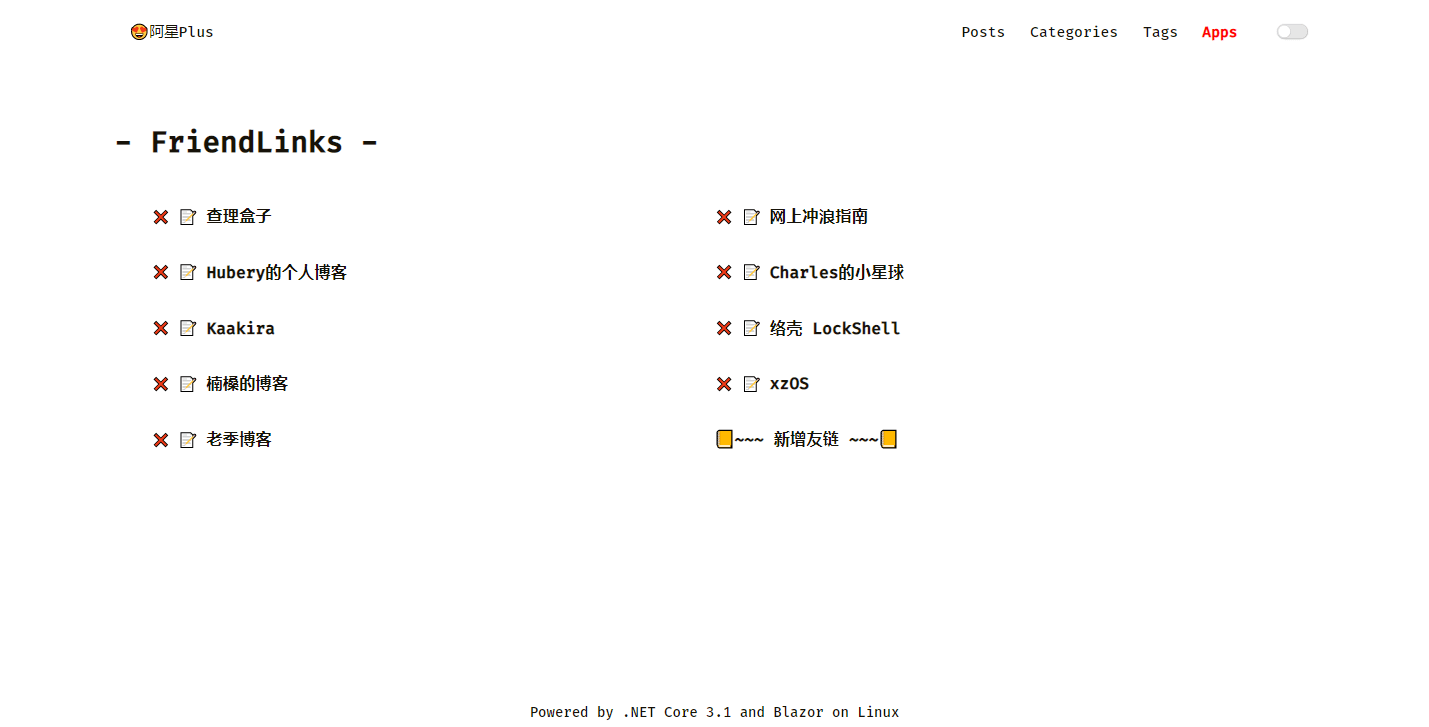 😍阿星Plus Posts Categories Tags Apps
- FriendLinks -
❌ 📝 查理盒子 ❌ 📝 网上冲浪指南
❌ 📝 Hubery的个人博客 ❌ 📝 Charles的小星球
❌ 📝 Kaakira ❌ 📝 络壳 LockShell
❌ 📝 楠榒的博客 ❌ 📝 xzOS
❌ 📝 老季博客 📒~~~ 新增友链 ~~~📒
Powered by .NET Core 3.1 and Blazor on Linux